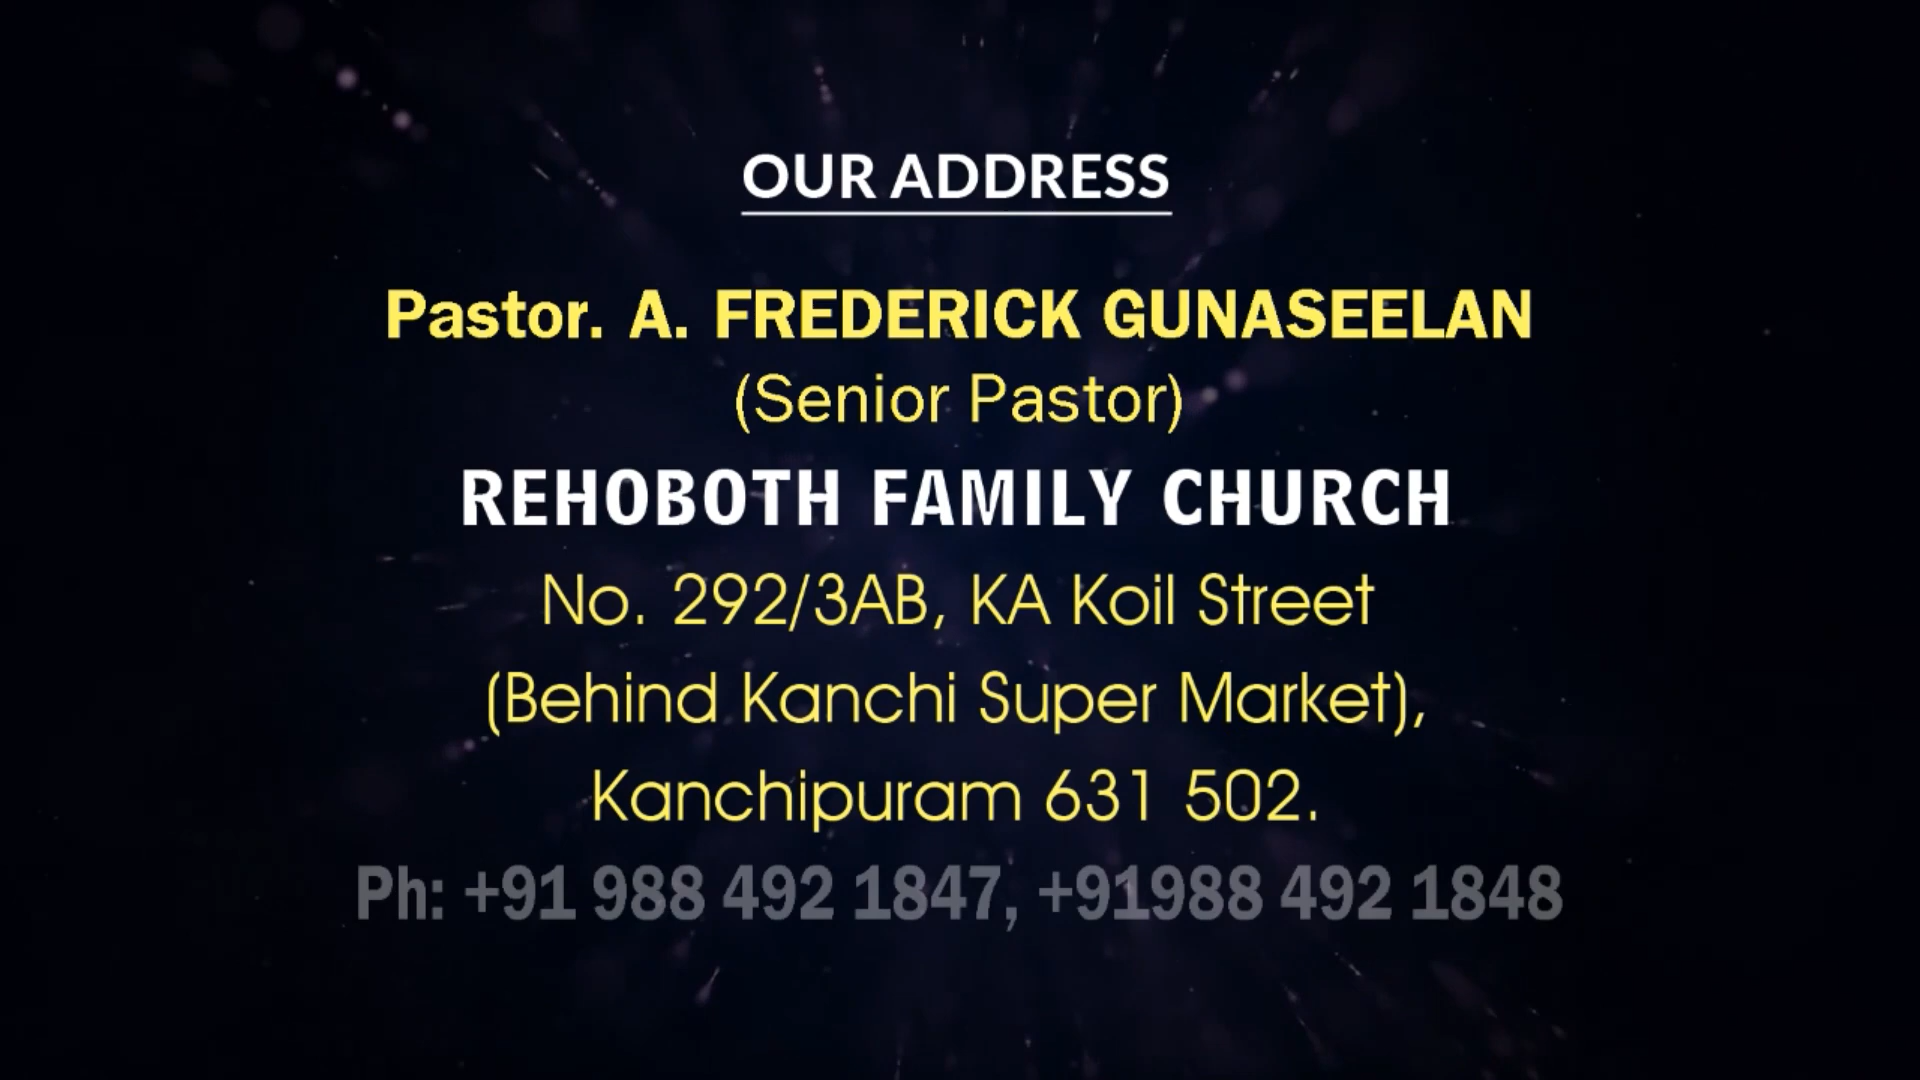 OUR ADDRESS
Pastor. A. FREDERICK GUNASEELAN
(Senior Pastor)
REHOBOTH FAMILY CHURCH
No. 292/3AB, KA Koil Street
(Behind Kanchi Super Market),
Kanchipuram 631 502.
Ph: +91 988 492 1847, +91988 492 1848